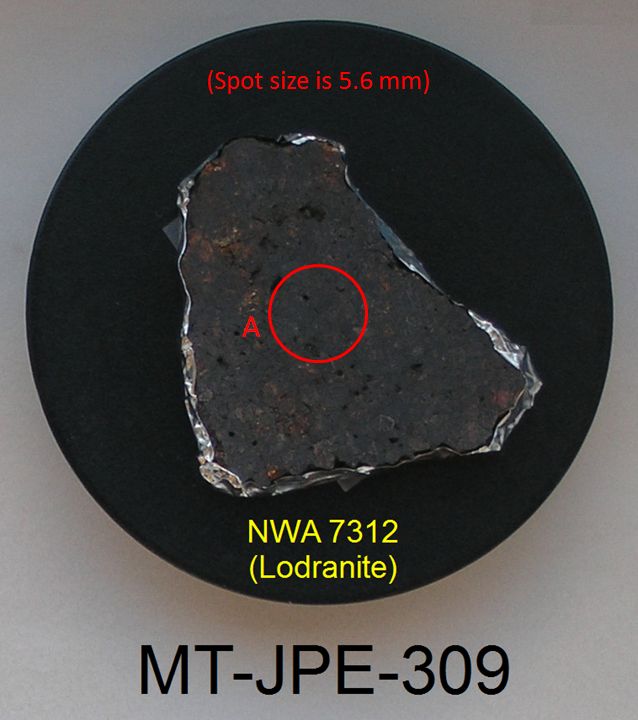 (Spot size is 5.6 mm)
A
NWA 7312
(Lodranite)
MT-JPE-309